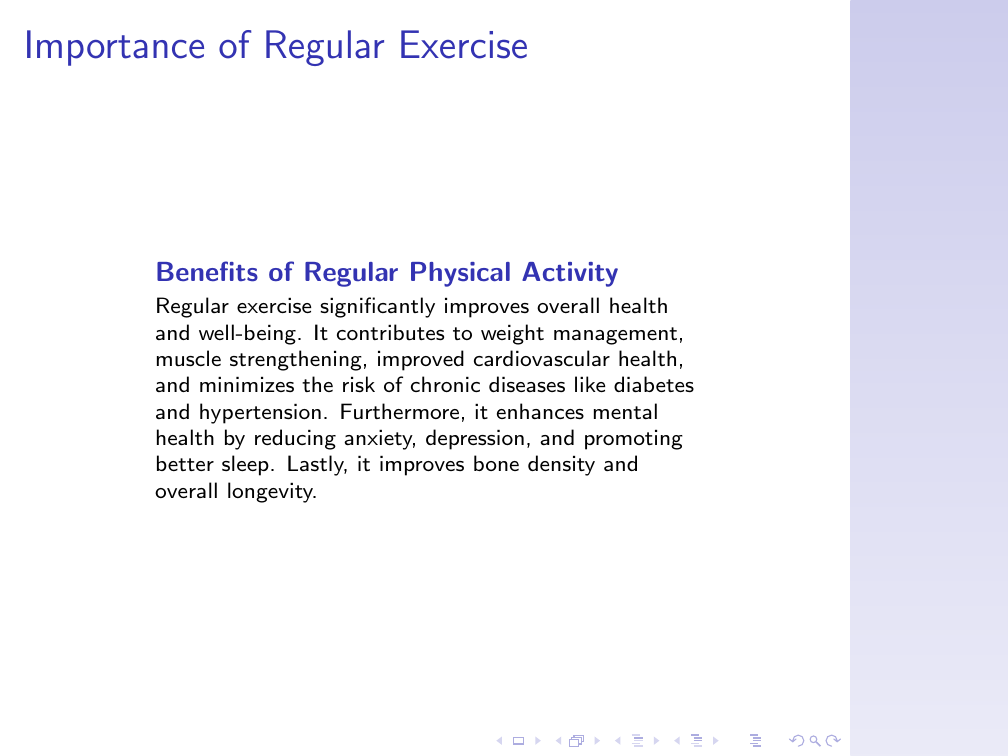 Importance of Regular Exercise
Benefits of Regular Physical Activity
Regular exercise significantly improves overall health
and well-being. It contributes to weight management,
muscle strengthening, improved cardiovascular health,
and minimizes the risk of chronic diseases like diabetes
and hypertension. Furthermore, it enhances mental
health by reducing anxiety, depression, and promoting
better sleep. Lastly, it improves bone density and
overall longevity.